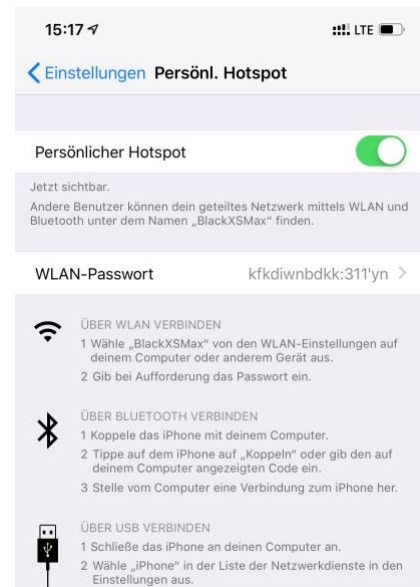 15:17 LTE
Einstellungen Persönl. Hotspot
Persönlicher Hotspot
Jetzt sichtbar.
Andere Benutzer können dein geteiltes Netzwerk mittels WLAN und
Bluetooth unter dem Namen „BlackXSMax“ finden.
WLAN-Passwort kfkdiwnbdkk:311'yn
ÜBER WLAN VERBINDEN
1 Wähle „BlackXSMax“ von den WLAN-Einstellungen auf
deinem Computer oder anderem Gerät aus.
2 Gib bei Aufforderung das Passwort ein.
ÜBER BLUETOOTH VERBINDEN
1 Koppele das iPhone mit deinem Computer.
2 Tippe auf dem iPhone auf „Koppeln“ oder gib den auf
deinem Computer angezeigten Code ein.
3 Stelle vom Computer eine Verbindung zum iPhone her.
ÜBER USB VERBINDEN
1 Schließe das iPhone an deinen Computer an.
2 Wähle „iPhone“ in der Liste der Netzwerkdienste in den
Einstellungen aus.